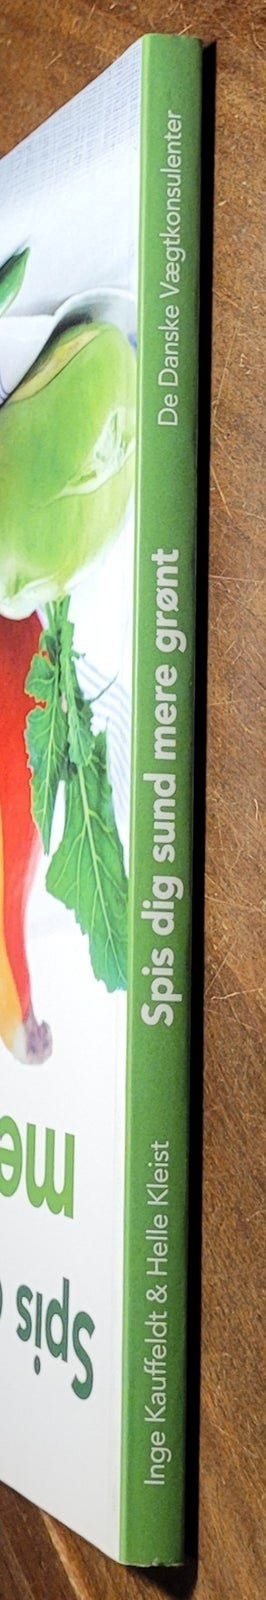 Inge Kauffeldt & Helle Kleist
Spis dig sund mere grønt
De Danske Vægtkonsulenter
Spis
me